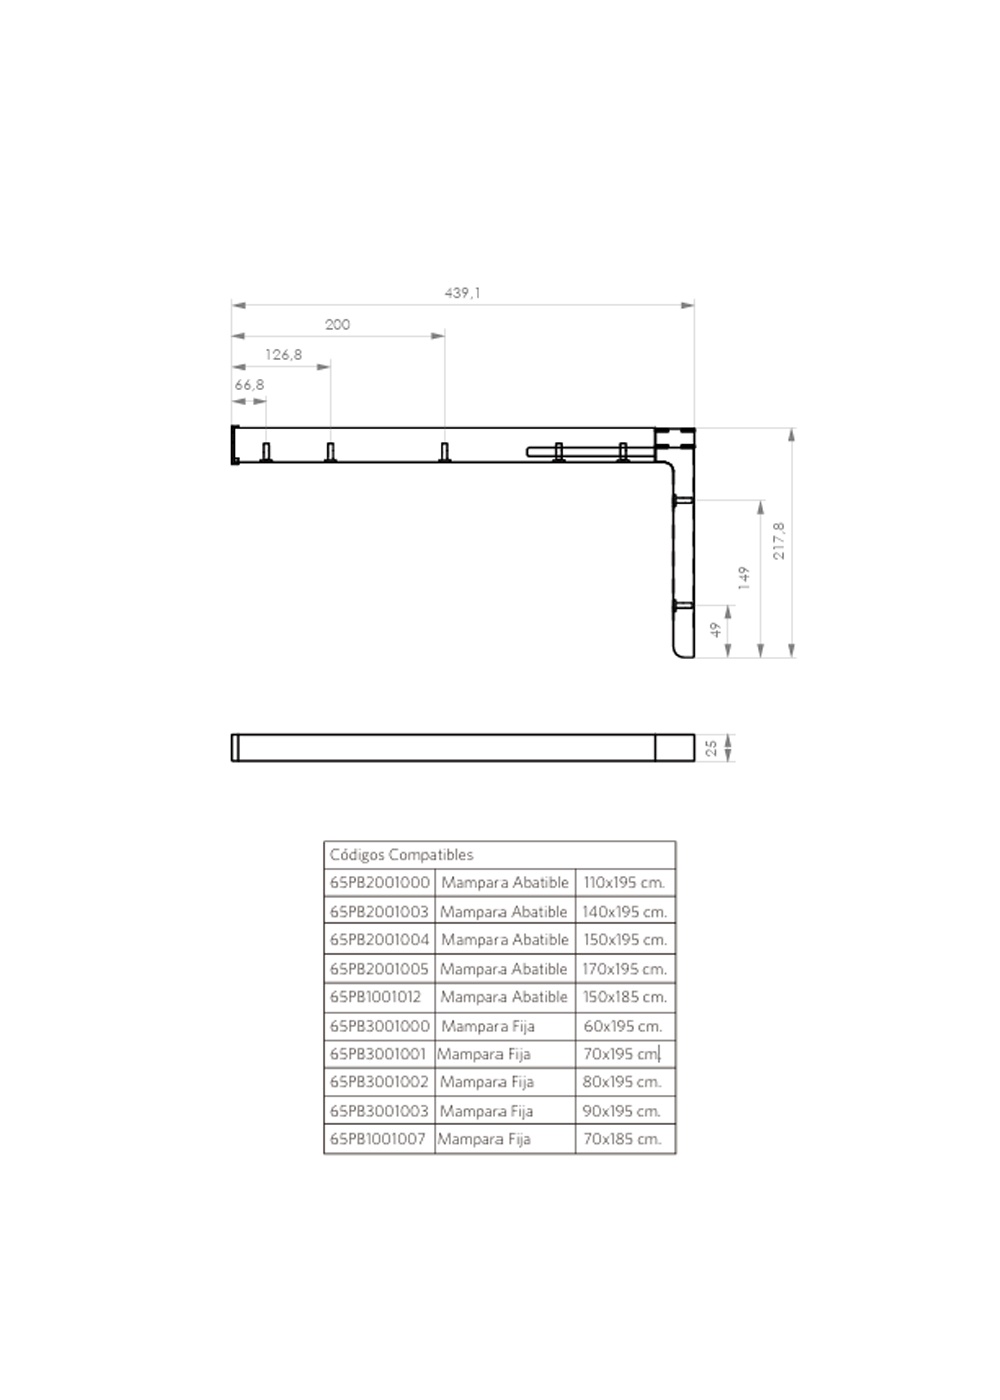 439,1
200
126,8
66,8
217,8
149
49
25
Códigos Compatibles
65PB2001000 Mampara Abatible 110x195 cm.
65PB2001003 Mampara Abatible 140x195 cm.
65PB2001004 Mampara Abatible 150x195 cm.
65PB2001005 Mampara Abatible 170x195 cm.
65PB1001012 Mampara Abatible 150x185 cm.
65PB3001000 Mampara Fija 60x195 cm.
65PB3001001 Mampara Fija 70x195 cm.
65PB3001002 Mampara Fija 80x195 cm.
65PB3001003 Mampara Fija 90x195 cm.
65PB1001007 Mampara Fija 70x185 cm.